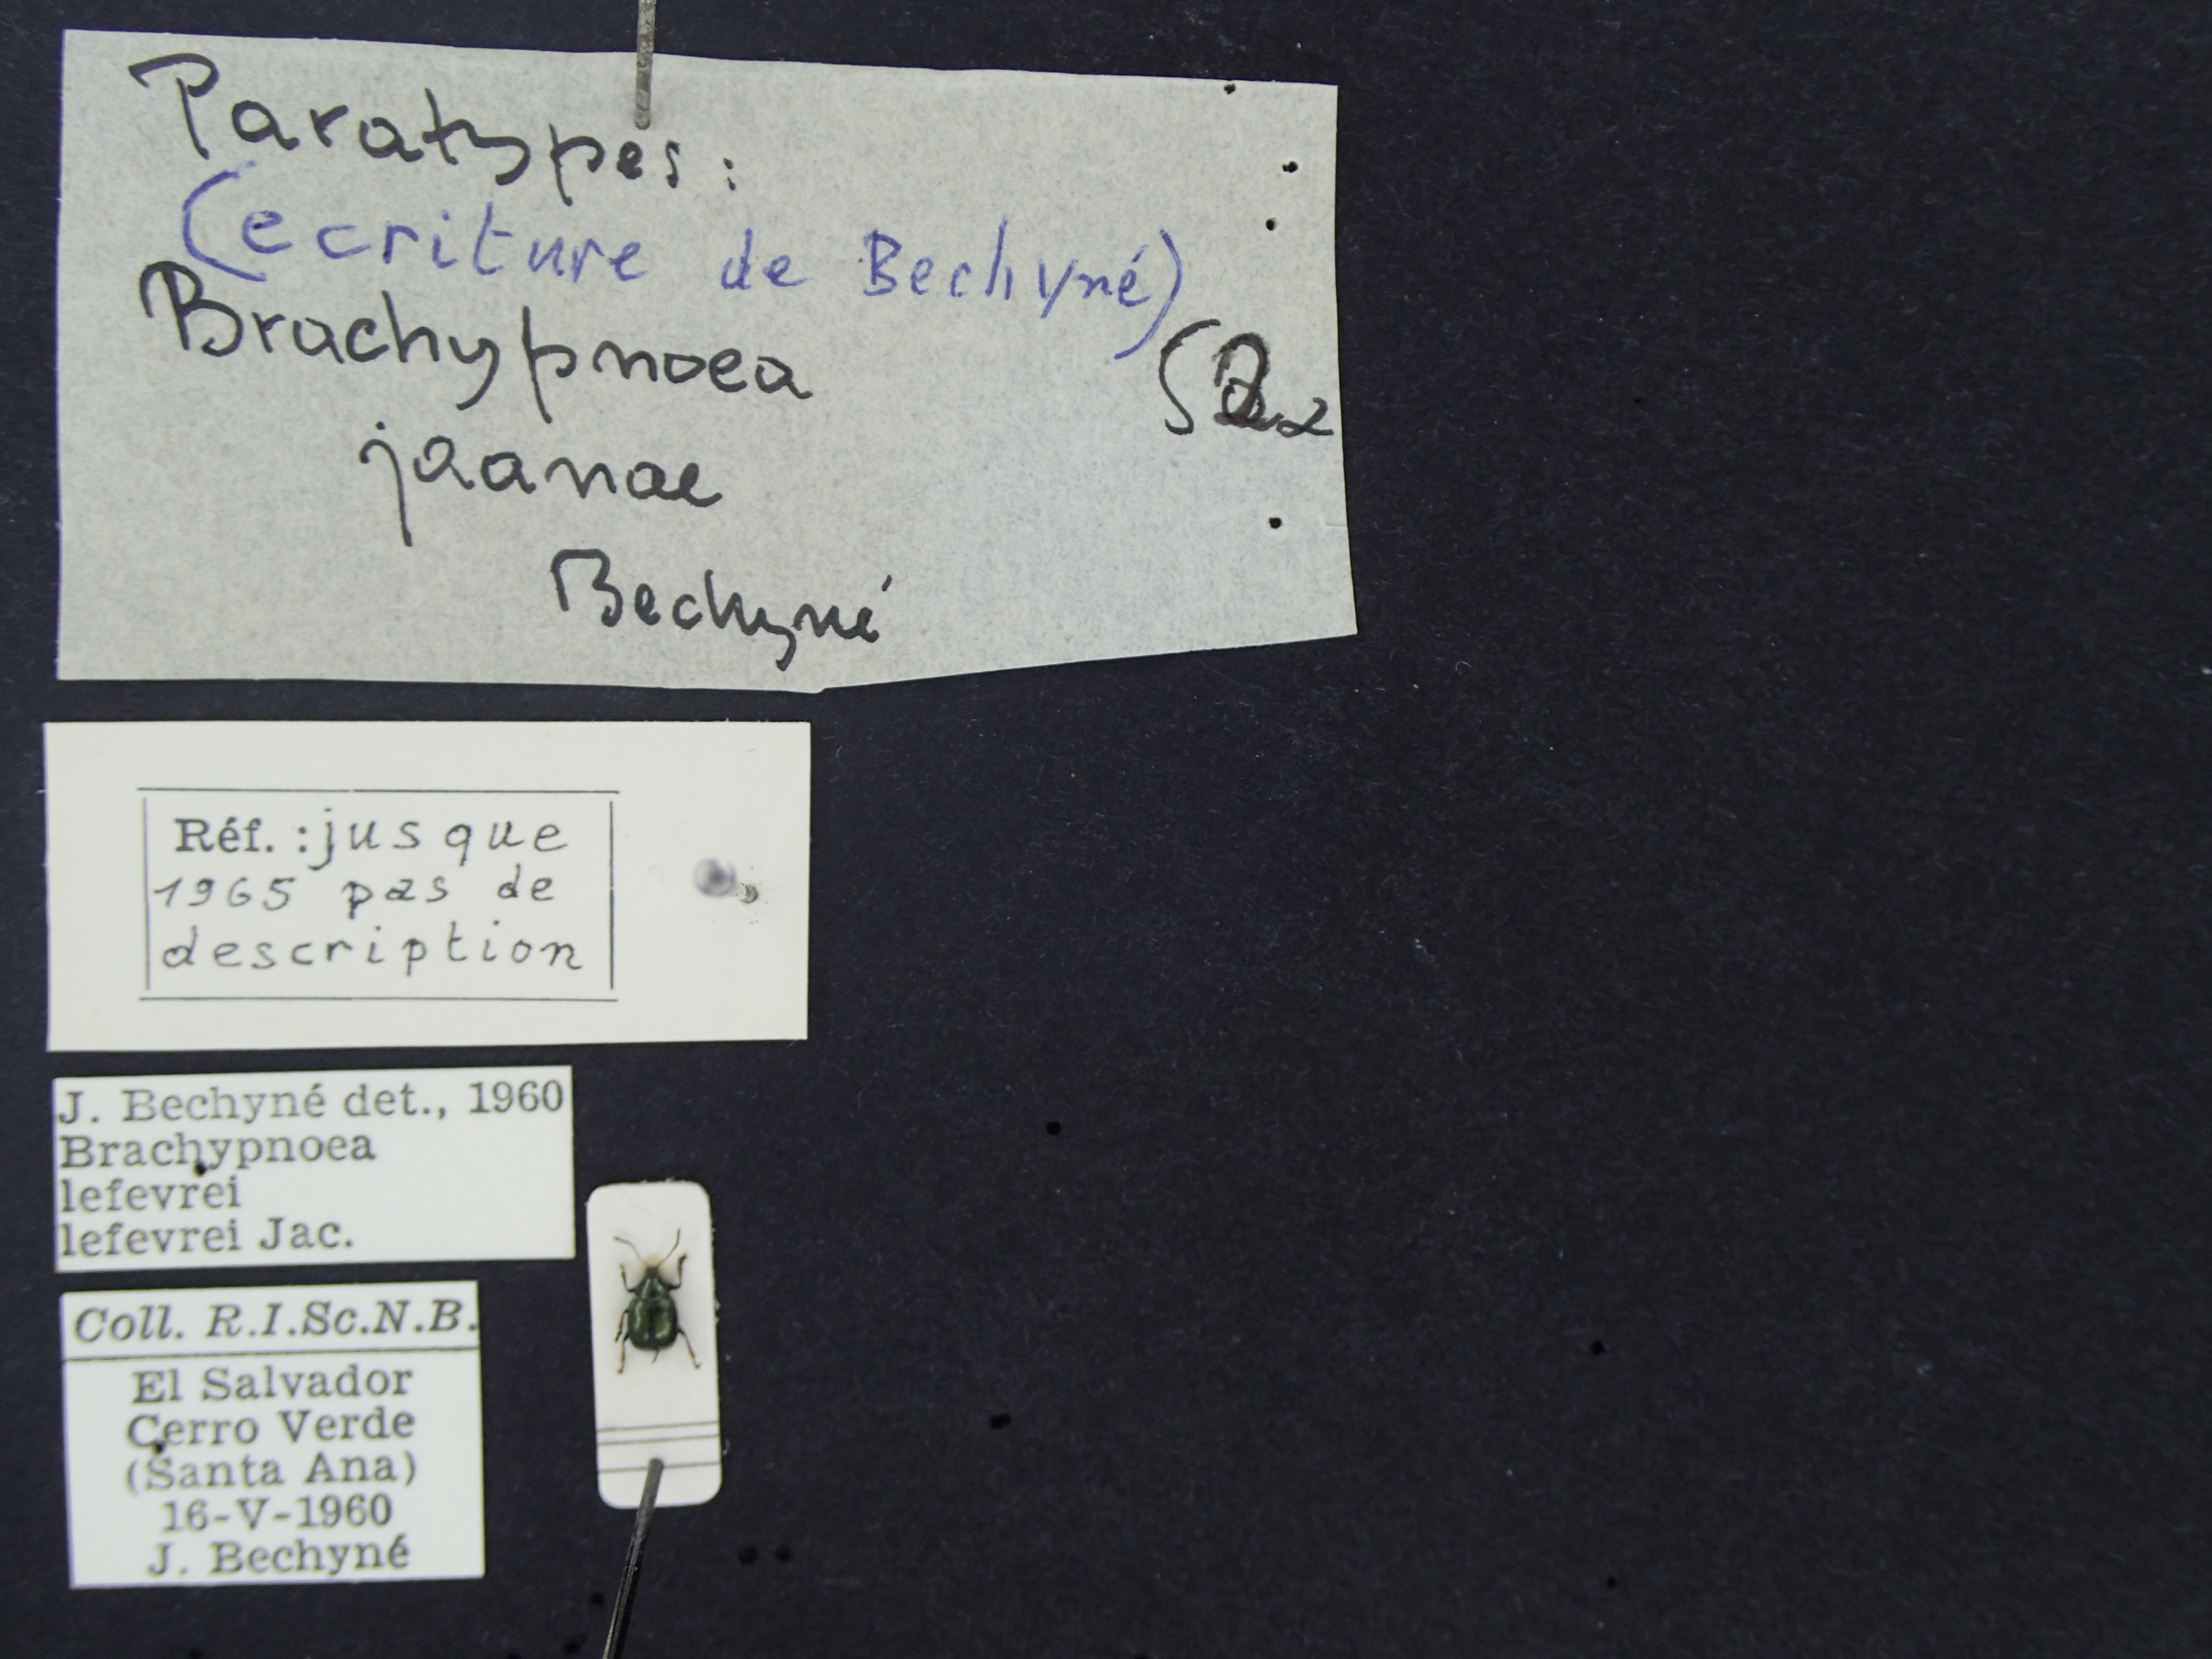 Paratypes:
(ecriture de Bechyné)
Brachypnoea
jaanae
Bechyné
Réf. : jusque
1965 pas de
description
J. Bechyné det., 1960
Brachypnoea
lefevrei
lefevrei Jac.
Coll. R.I.Sc.N.B.
El Salvador
Cerro Verde
(Santa Ana)
16-V-1960
J. Bechyné